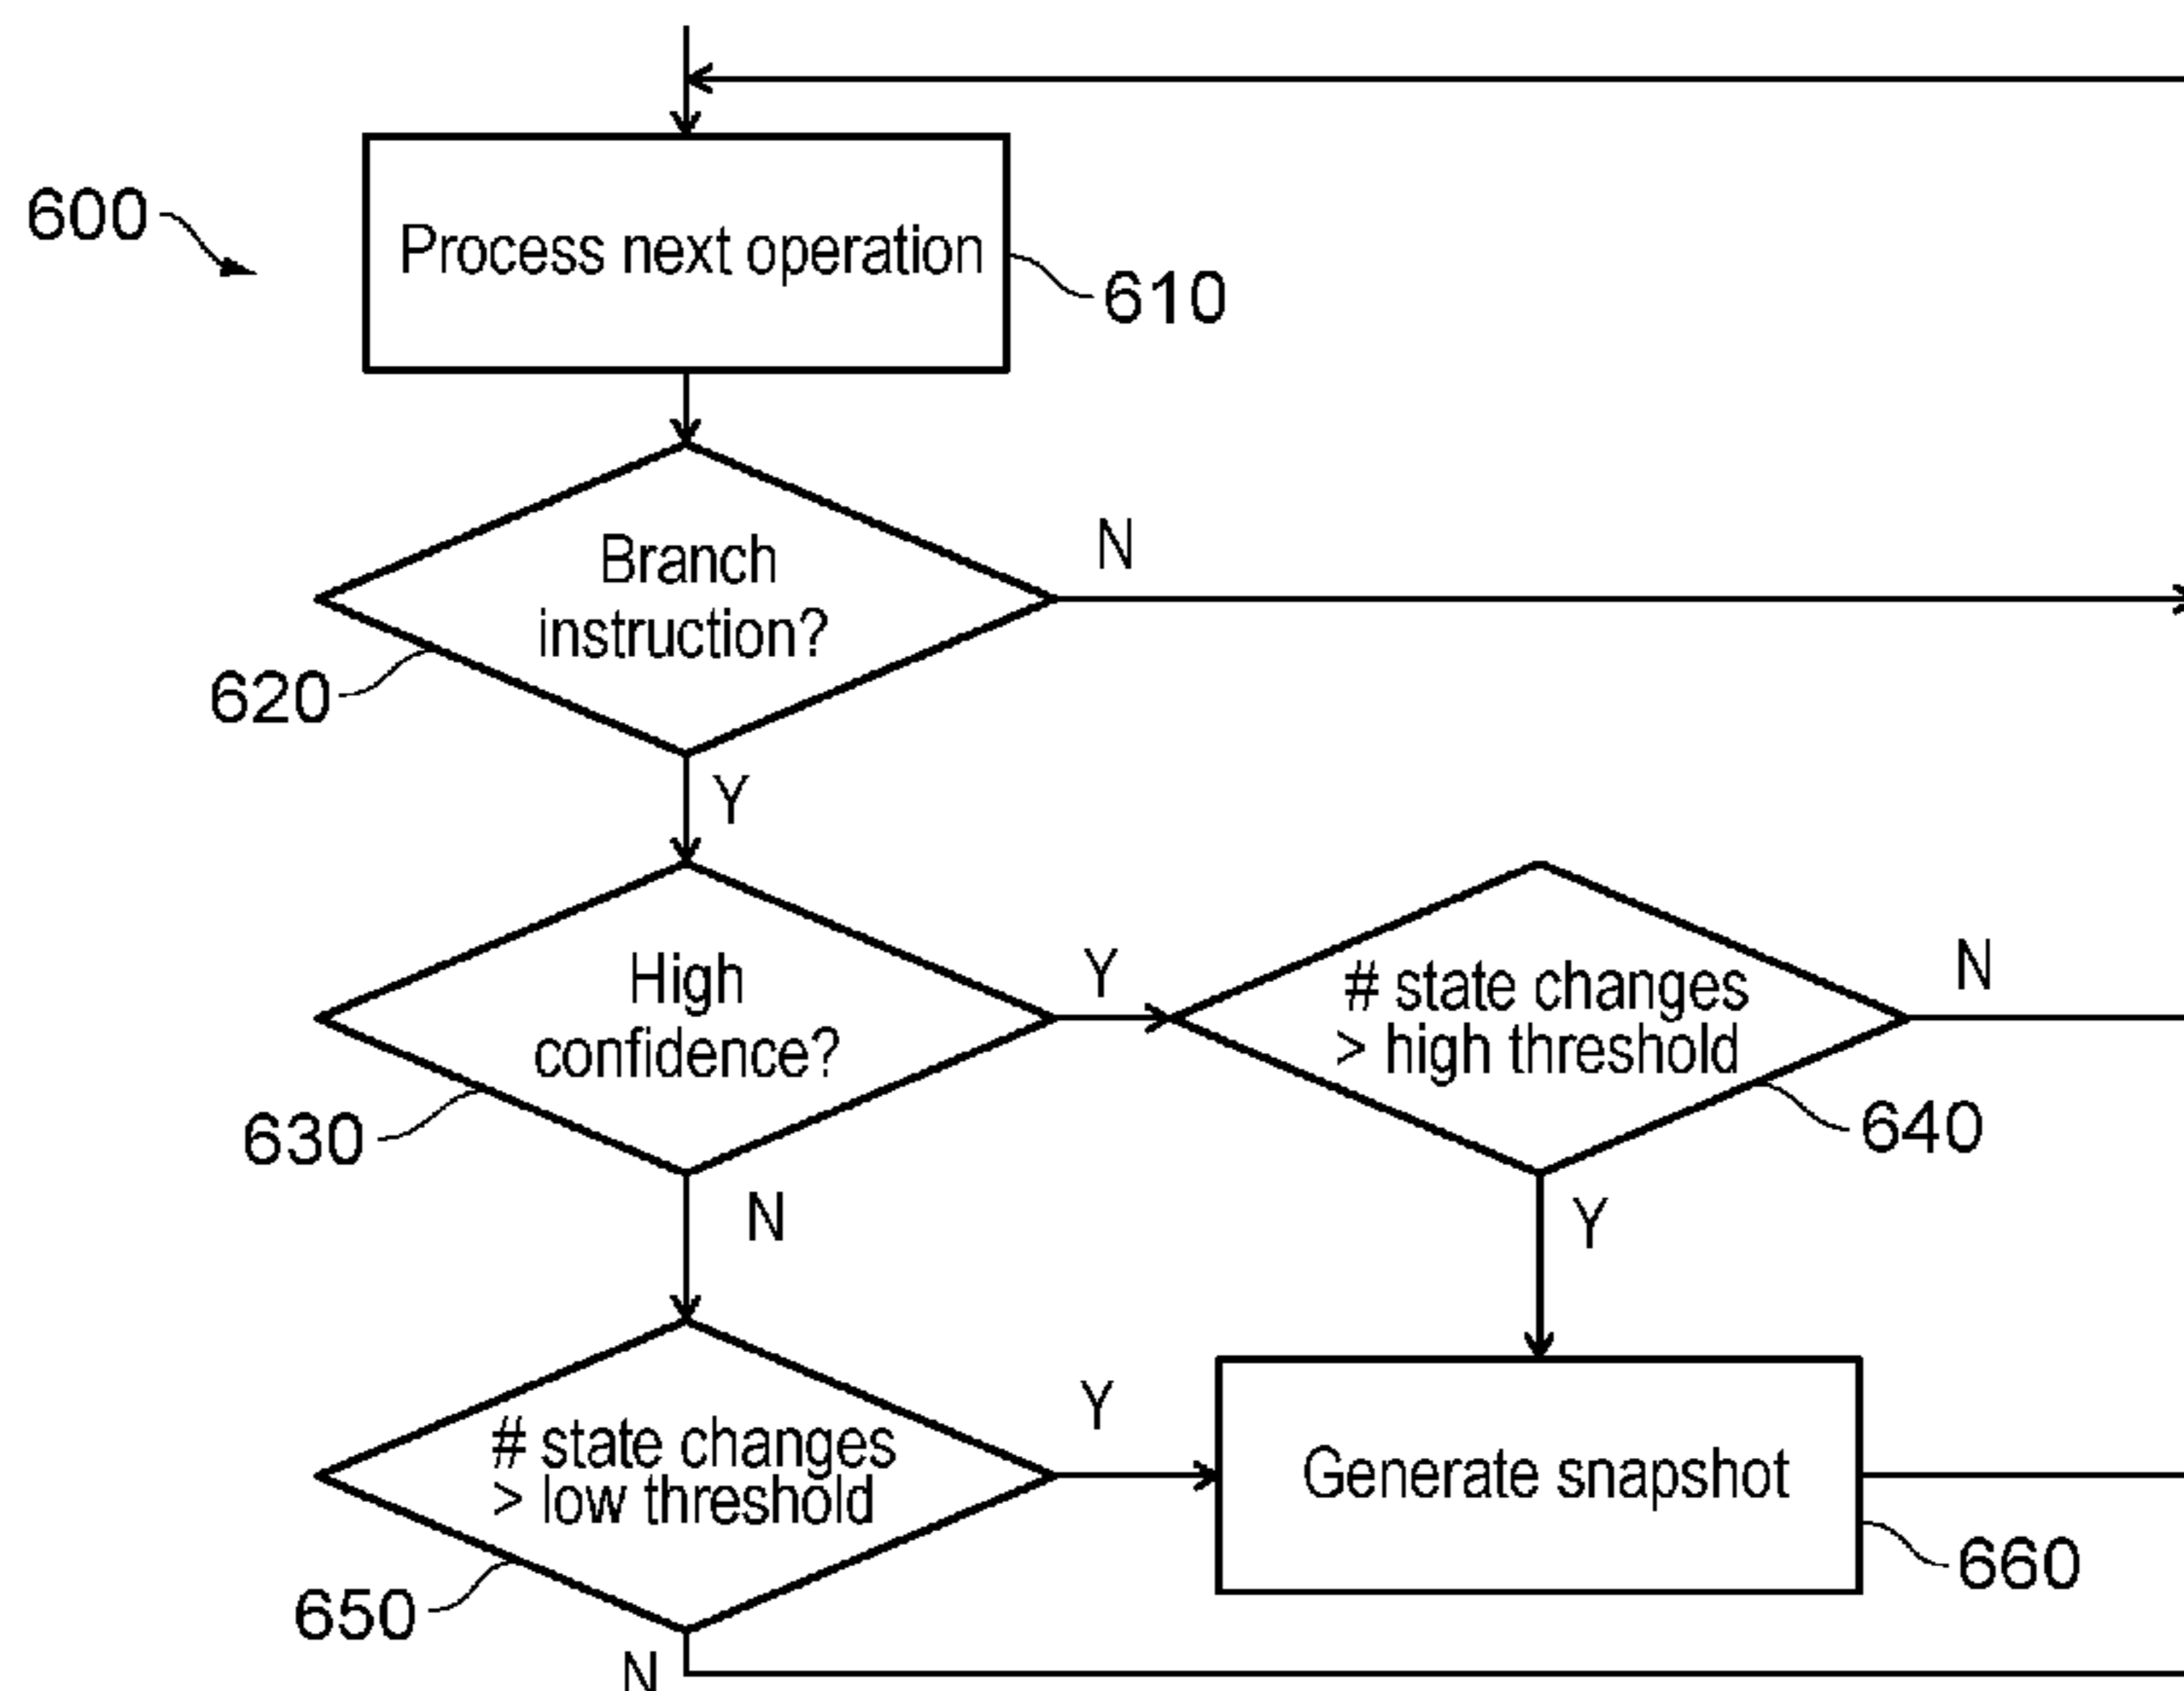 600
Process next operation
610
Branch
instruction?
N
620
Y
High
confidence?
Y
630
N
# state changes
> high threshold
N
640
Y
# state changes
> low threshold
Y
650
N
Generate snapshot
660